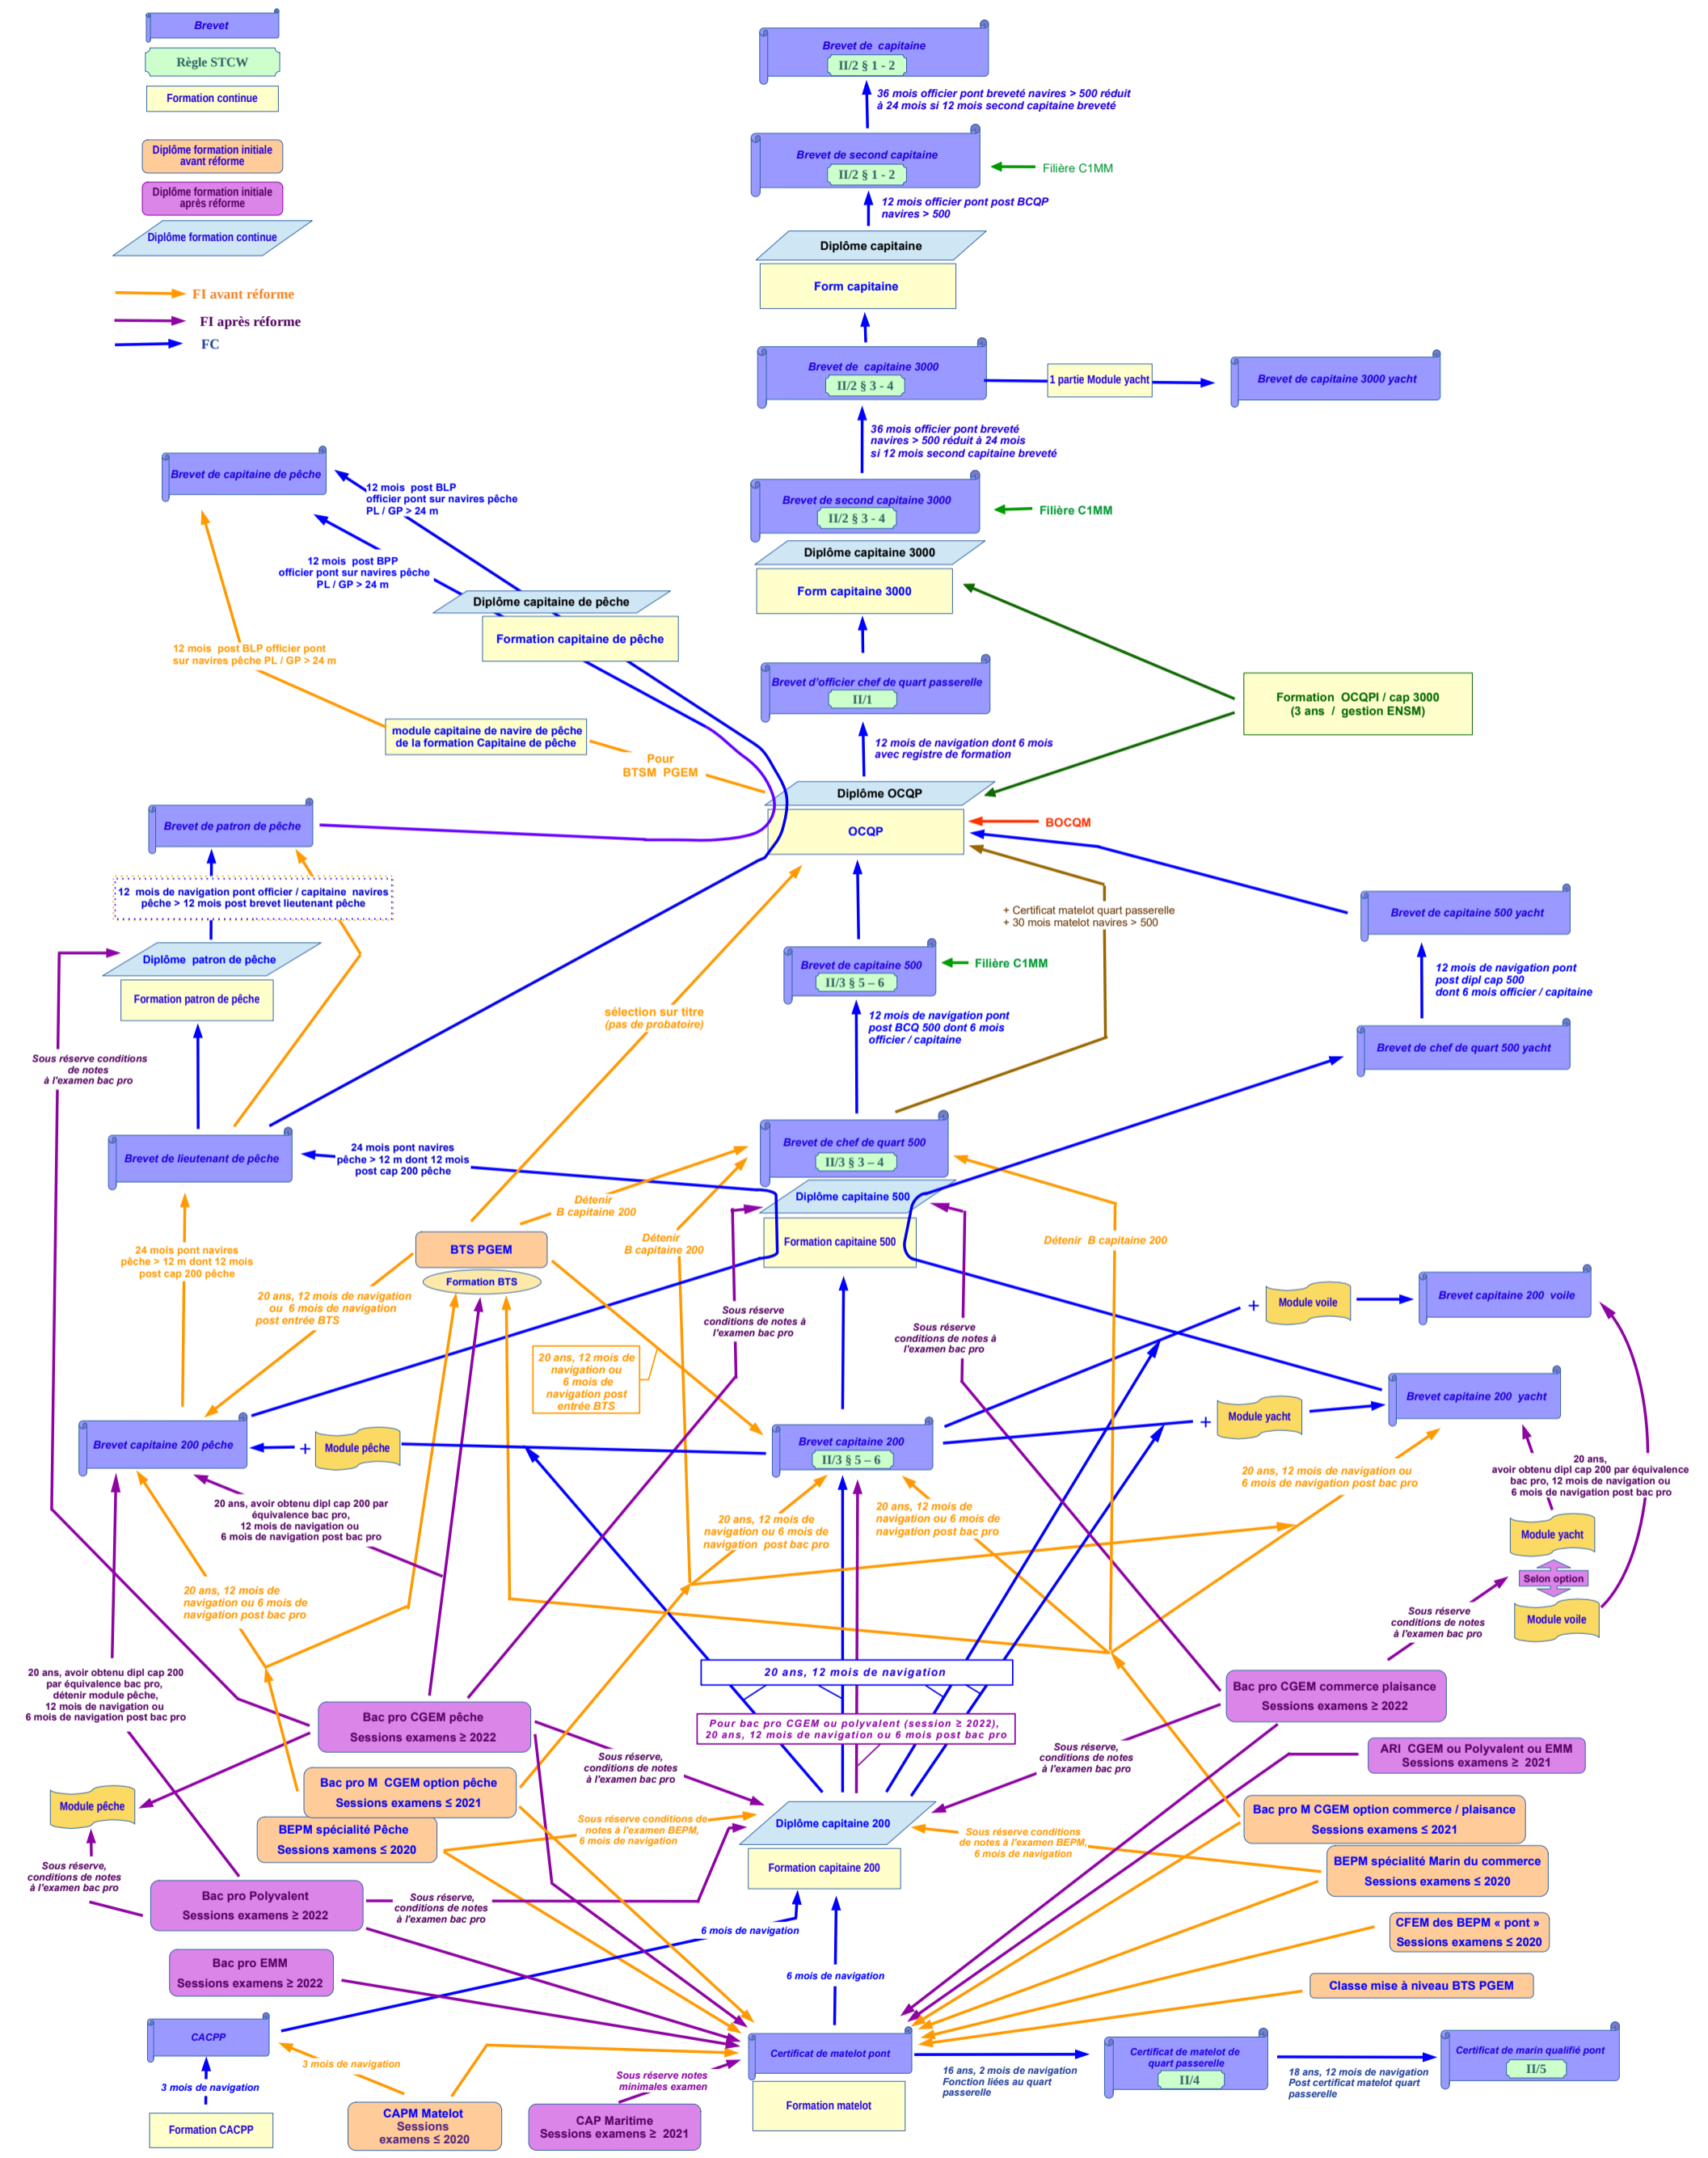 Brevet
Règle STCW
Formation continue
Diplôme formation initiale
avant réforme
Diplôme formation initiale
après réforme
Diplôme formation continue
FI avant réforme
FI après réforme
FC
Brevet de capitaine
II/2 § 1 - 2
36 mois officier pont breveté navires > 500 réduit
à 24 mois si 12 mois second capitaine breveté
Brevet de second capitaine
II/2 § 1 - 2
Filière C1MM
12 mois officier pont post BCQP
navires > 500
Diplôme capitaine
Form capitaine
Brevet de capitaine 3000
II/2 § 3 - 4
1 partie Module yacht
Brevet de capitaine 3000 yacht
36 mois officier pont breveté
navires > 500 réduit à 24 mois
si 12 mois second capitaine breveté
Brevet de capitaine de pêche
12 mois post BLP
officier pont sur navires pêche
PL / GP > 24 m
Brevet de second capitaine 3000
II/2 § 3 - 4
Filière C1MM
12 mois post BPP
officier pont sur navires pêche
PL / GP > 24 m
Diplôme capitaine 3000
Form capitaine 3000
Diplôme capitaine de pêche
Formation capitaine de pêche
12 mois post BLP officier pont
sur navires pêche PL / GP > 24 m
Brevet d'officier chef de quart passerelle
II/1
Formation OCQPI / cap 3000
(3 ans / gestion ENSM)
module capitaine de navire de pêche
de la formation Capitaine de pêche
Pour
BTSM PGEM
12 mois de navigation dont 6 mois
avec registre de formation
Diplôme OCQP
OCQP
BOCQM
Brevet de patron de pêche
12 mois de navigation pont officier / capitaine navires
pêche > 12 mois post brevet lieutenant pêche
+ Certificat matelot quart passerelle
+ 30 mois matelot navires > 500
Brevet de capitaine 500 yacht
Diplôme patron de pêche
Formation patron de pêche
Brevet de capitaine 500
II/3 § 5 – 6
Filière C1MM
12 mois de navigation pont
post dipl cap 500
dont 6 mois officier / capitaine
sélection sur titre
(pas de probatoire)
12 mois de navigation pont
post BCQ 500 dont 6 mois
officier / capitaine
Brevet de chef de quart 500 yacht
Sous réserve conditions
de notes
à l'examen bac pro
Brevet de lieutenant de pêche
24 mois pont navires
pêche > 12 m dont 12 mois
post cap 200 pêche
Brevet de chef de quart 500
II/3 § 3 – 4
Diplôme capitaine 500
Formation capitaine 500
Détenir
B capitaine 200
Détenir
B capitaine 200
Détenir B capitaine 200
24 mois pont navires
pêche > 12 m dont 12 mois
post cap 200 pêche
BTS PGEM
Formation BTS
20 ans, 12 mois de navigation
ou 6 mois de navigation
post entrée BTS
Sous réserve
conditions de notes à
l'examen bac pro
Sous réserve
conditions de notes à
l'examen bac pro
+
Module voile
Brevet capitaine 200 voile
20 ans, 12 mois de
navigation ou
6 mois de
navigation post
entrée BTS
Brevet capitaine 200 pêche
+
Module pêche
Brevet capitaine 200
II/3 § 5 – 6
+
Module yacht
Brevet capitaine 200 yacht
20 ans, 12 mois de navigation ou
6 mois de navigation post bac pro
20 ans,
avoir obtenu dipl cap 200 par équivalence
bac pro, 12 mois de navigation ou
6 mois de navigation post bac pro
20 ans, avoir obtenu dipl cap 200 par
équivalence bac pro,
12 mois de navigation ou
6 mois de navigation post bac pro
20 ans, 12 mois de
navigation ou 6 mois de
navigation post bac pro
20 ans, 12 mois de
navigation ou 6 mois de
navigation post bac pro
Module yacht
Selon option
Module voile
20 ans, 12 mois de
navigation ou 6 mois de
navigation post bac pro
Sous réserve
conditions de notes
à l'examen bac pro
20 ans, avoir obtenu dipl cap 200
par équivalence bac pro,
détenir module pêche,
12 mois de navigation ou
6 mois de navigation post bac pro
20 ans, 12 mois de navigation
Bac pro CGEM commerce plaisance
Sessions examens ≥ 2022
Bac pro CGEM pêche
Sessions examens ≥ 2022
Pour bac pro CGEM ou polyvalent (session ≥ 2022),
20 ans, 12 mois de navigation ou 6 mois post bac pro
Sous réserve,
conditions de notes
à l'examen bac pro
Sous réserve,
conditions de notes
à l'examen bac pro
ARI CGEM ou Polyvalent ou EMM
Sessions examens ≥ 2021
Bac pro M CGEM option pêche
Sessions examens ≤ 2021
Module pêche
BEPM spécialité Pêche
Sessions xamens ≤ 2020
Sous réserve conditions de
notes à l'examen BEPM,
6 mois de navigation
Diplôme capitaine 200
Formation capitaine 200
Sous réserve conditions
de notes à l'examen BEPM,
6 mois de navigation
Bac pro M CGEM option commerce / plaisance
Sessions examens ≤ 2021
BEPM spécialité Marin du commerce
Sessions examens ≤ 2020
Sous réserve,
conditions de notes
à l'examen bac pro
Bac pro Polyvalent
Sessions examens ≥ 2022
Sous réserve,
conditions de notes
à l'examen bac pro
6 mois de navigation
CFEM des BEPM « pont »
Sessions examens ≤ 2020
Bac pro EMM
Sessions examens ≥ 2022
6 mois de navigation
Classe mise à niveau BTS PGEM
CACPP
3 mois de navigation
3 mois de navigation
Formation CACPP
CAPM Matelot
Sessions
examens ≤ 2020
Sous réserve notes
minimales examen
CAP Maritime
Sessions examens ≥ 2021
Certificat de matelot pont
Formation matelot
16 ans, 2 mois de navigation
Fonction liées au quart
passerelle
Certificat de matelot de
quart passerelle
II/4
18 ans, 12 mois de navigation
Post certificat matelot quart
passerelle
Certificat de marin qualifié pont
II/5